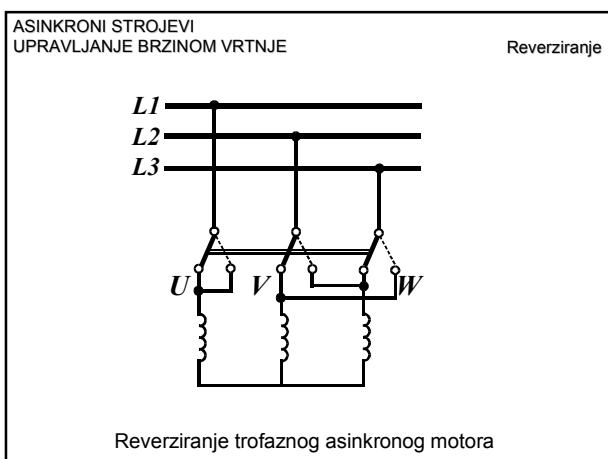 ASINKRONI STROJEVI
UPRAVLJANJE BRZINOM VRTNJE
Reverziranje
L1
L2
L3
U
V
W
Reverziranje trofaznog asinkronog motora